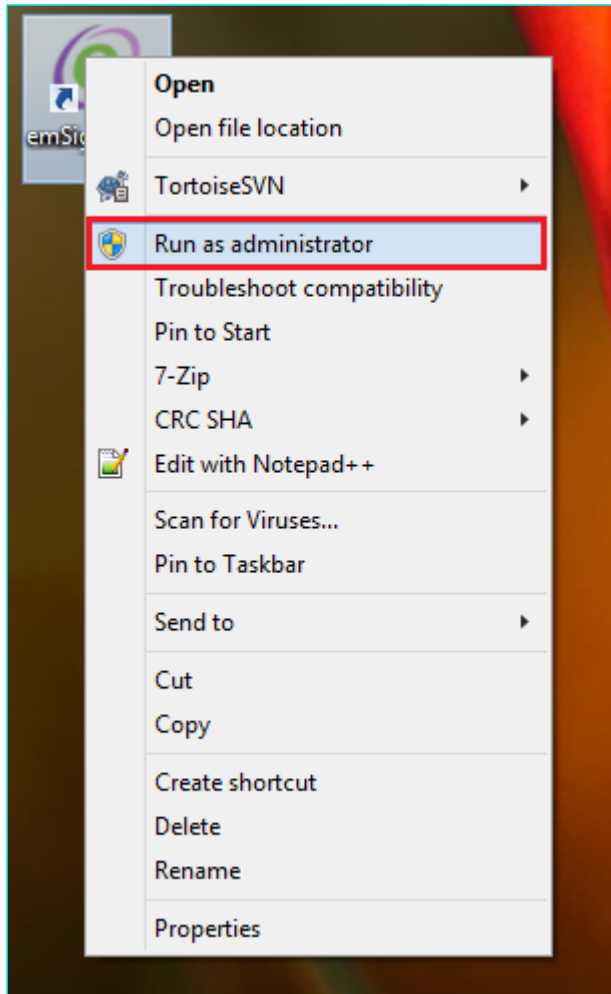 emSig
Open
Open file location
TortoiseSVN
Run as administrator
Troubleshoot compatibility
Pin to Start
7-Zip
CRC SHA
Edit with Notepad++
Scan for Viruses...
Pin to Taskbar
Send to
Cut
Copy
Create shortcut
Delete
Rename
Properties